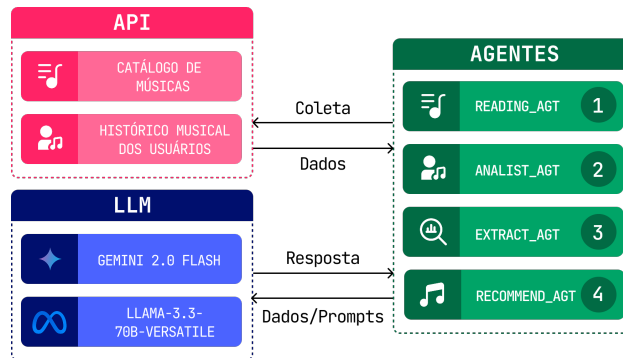 API
CATÁLOGO DE
MÚSICAS
HISTÓRICO MUSICAL
DOS USUÁRIOS
LLM
GEMINI 2.0 FLASH
LLAMA-3.3-
70B-VERSATILE
Coleta
Dados
Resposta
Dados/Prompts
AGENTES
READING_AGT
1
ANALIST_AGT
2
EXTRACT_AGT
3
RECOMMEND_AGT
4